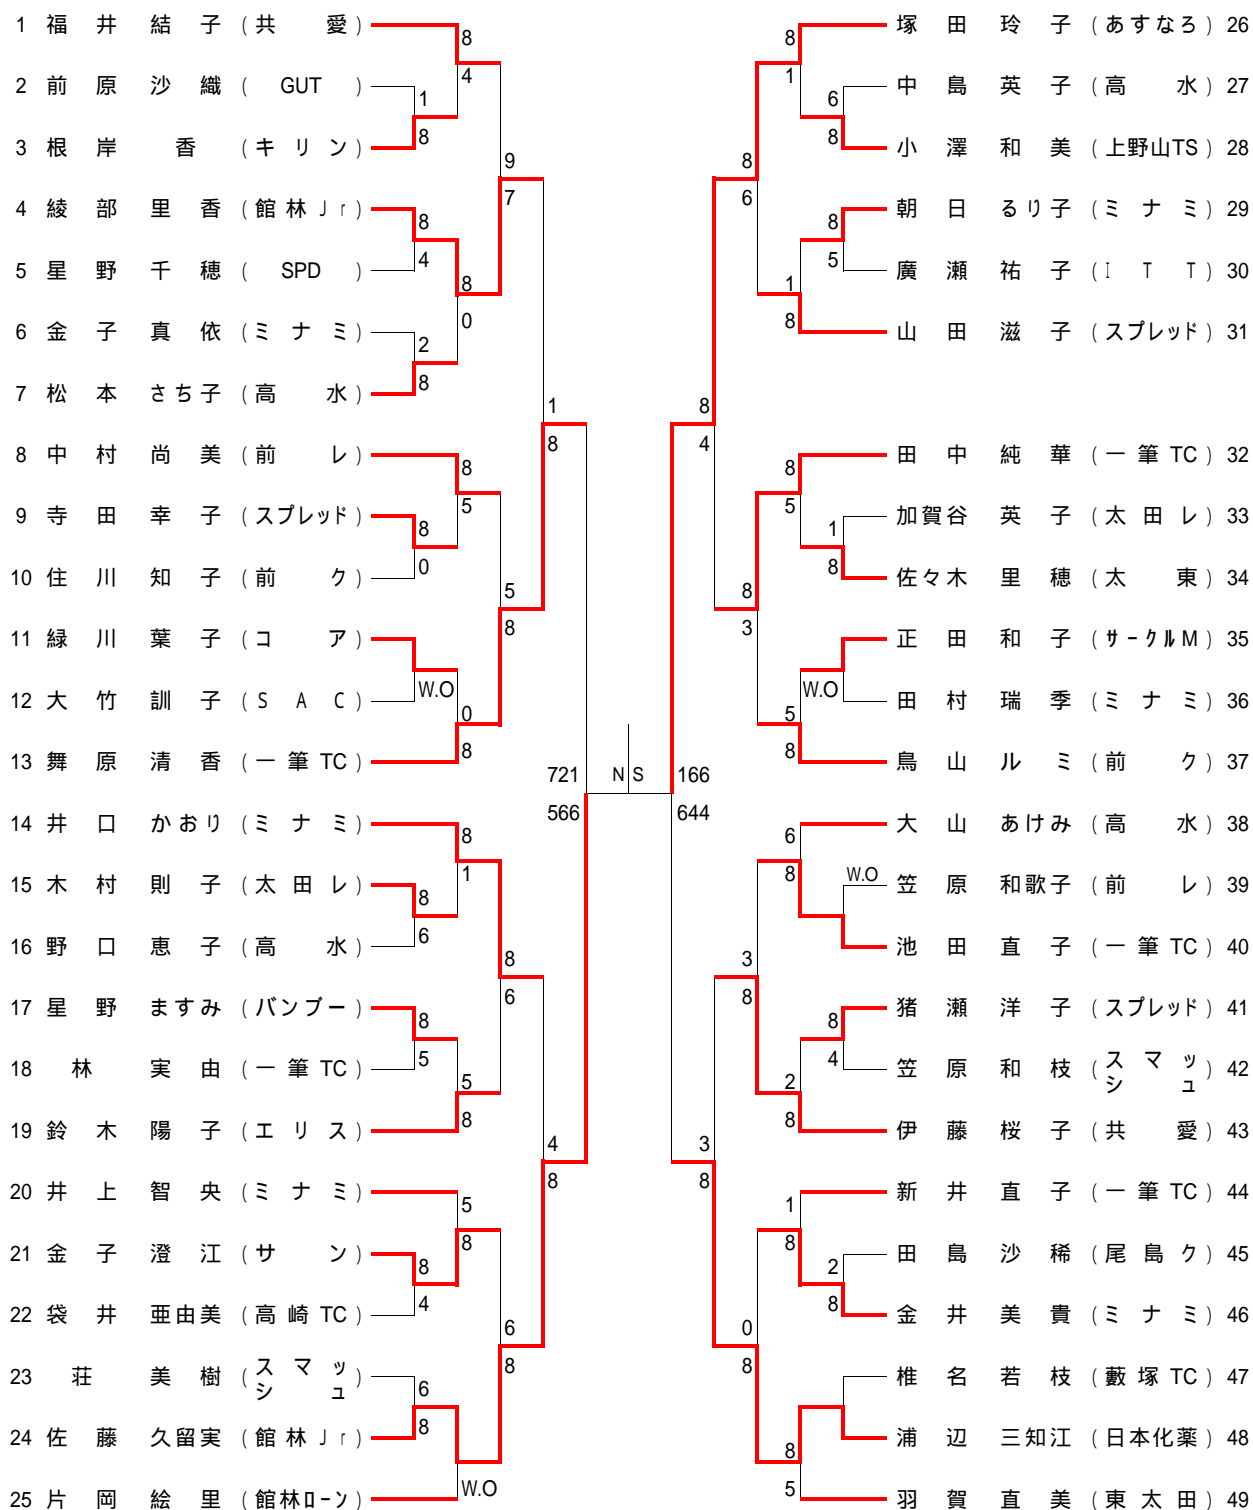 1 福 井 結 子 ( 共 愛 )
2 前 原 沙 織 ( GUT )
3 根 岸 香 ( キ リ ン )
4 綾 部 里 香 ( 館 林 J r )
5 星 野 千 穂 ( SPD )
6 金 子 真 依 ( ミ ナ ミ )
7 松 本 さち子 ( 高 水 )
8 中 村 尚 美 ( 前 レ )
9 寺 田 幸 子 ( スプレッド )
10 住 川 知 子 ( 前 ク )
11 緑 川 葉 子 ( コ ア )
12 大 竹 訓 子 ( S A C )
13 舞 原 清 香 ( 一 筆 TC )
14 井 口 かおり ( ミ ナ ミ )
15 木 村 則 子 ( 太 田 レ )
16 野 口 恵 子 ( 高 水 )
17 星 野 ますみ ( バンブー )
18 林 実 由 ( 一 筆 TC )
19 鈴 木 陽 子 ( エ リ ス )
20 井 上 智 央 ( ミ ナ ミ )
21 金 子 澄 江 ( サ ン )
22 袋 井 亜由美 ( 高 崎 TC )
23 荘 美 樹 ( スマッシュ )
24 佐 藤 久留実 ( 館 林 J r )
25 片 岡 絵 里 ( 館林ローン )
8
4
1
8
9
7
8
4
8
0
2
8
1
8
8
5
8
0
5
8
W.O
0
8
721
566
8
1
8
6
8
6
8
5
5
8
4
8
5
8
8
4
6
8
6
8
W.O
N S
塚 田 玲 子 ( あすなろ ) 26
中 島 英 子 ( 高 水 ) 27
小 澤 和 美 ( 上野山TS ) 28
朝 日 るり子 ( ミ ナ ミ ) 29
廣 瀬 祐 子 ( I T T ) 30
山 田 滋 子 ( スプレッド ) 31
田 中 純 華 ( 一 筆 TC ) 32
加賀谷 英 子 ( 太 田 レ ) 33
佐々木 里 穂 ( 太 東 ) 34
正 田 和 子 ( サークルM ) 35
田 村 瑞 季 ( ミ ナ ミ ) 36
鳥 山 ル ミ ( 前 ク ) 37
大 山 あけみ ( 高 水 ) 38
笠 原 和歌子 ( 前 レ ) 39
池 田 直 子 ( 一 筆 TC ) 40
猪 瀬 洋 子 ( スプレッド ) 41
笠 原 和 枝 ( スマッシュ ) 42
伊 藤 桜 子 ( 共 愛 ) 43
新 井 直 子 ( 一 筆 TC ) 44
田 島 沙 稀 ( 尾 島 ク ) 45
金 井 美 貴 ( ミ ナ ミ ) 46
椎 名 若 枝 ( 藪 塚 TC ) 47
浦 辺 三知江 ( 日本化薬 ) 48
羽 賀 直 美 ( 東 太 田 ) 49
8
1
6
8
8
6
8
5
1
8
8
4
8
5
1
8
8
3
W.O
5
8
166
644
6
8
W.O
3
8
8
4
2
8
3
8
1
8
2
8
0
8
8
5